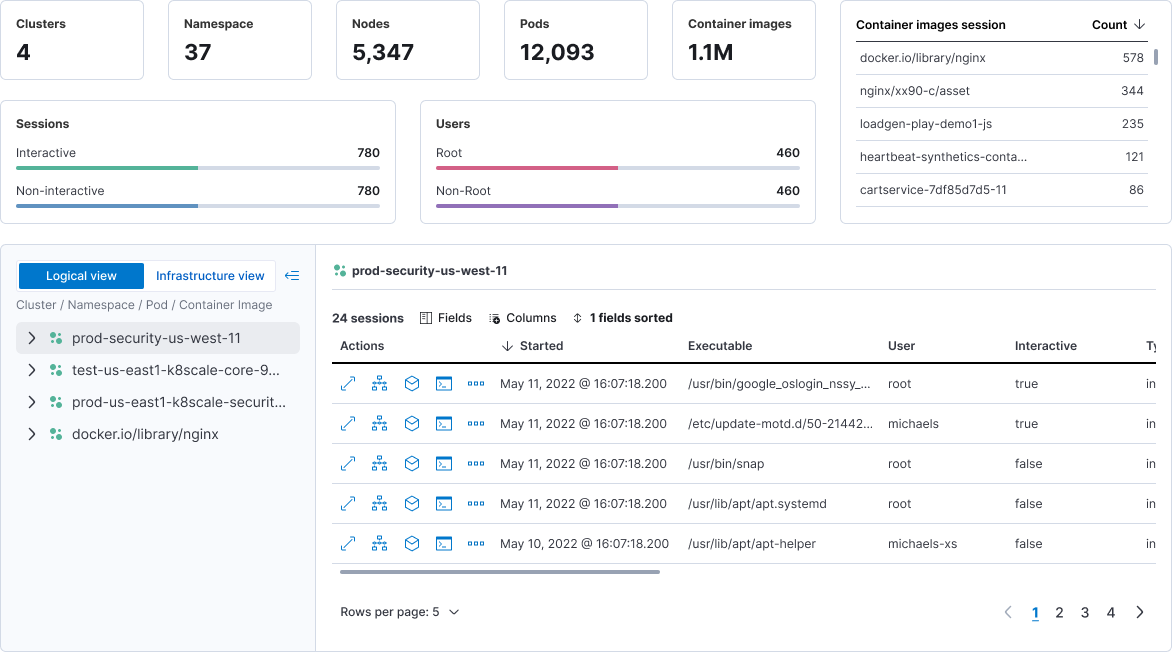 Clusters
4
Namespace
37
Nodes
5,347
Pods
12,093
Container images
1.1M
Container images session Count
docker.io/library/nginx 578
nginx/xx90-c/asset 344
loadgen-play-demo1-js 235
heartbeat-synthetics-conta... 121
cartservice-7df85d7d5-11 86
Sessions
Interactive 780
Non-interactive 780
Users
Root 460
Non-Root 460
Logical view Infrastructure view
Cluster / Namespace / Pod / Container Image
prod-security-us-west-11
test-us-east1-k8scale-core-9...
prod-us-east1-k8scale-securit...
docker.io/library/nginx
prod-security-us-west-11
24 sessions Fields Columns 1 fields sorted
Actions Started Executable User Interactive Ty
May 11, 2022 @ 16:07:18.200 /usr/bin/google_oslogin_nssy_... root true in
May 11, 2022 @ 16:07:18.200 /etc/update-motd.d/50-21442... michaels true in
May 11, 2022 @ 16:07:18.200 /usr/bin/snap root false in
May 11, 2022 @ 16:07:18.200 /usr/lib/apt/apt.systemd root false in
May 10, 2022 @ 16:07:18.200 /usr/lib/apt/apt-helper michaels-xs false in
Rows per page: 5 1 2 3 4